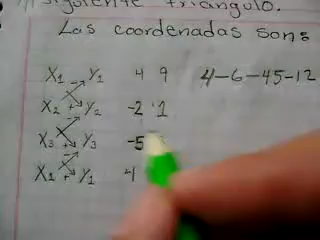 siguiente triangulo.
Las coordenadas son:
X1 Y1 4 9 4-6-45-12
X2 Y2 -2 1
X3 Y3 -5
X1 Y1 4